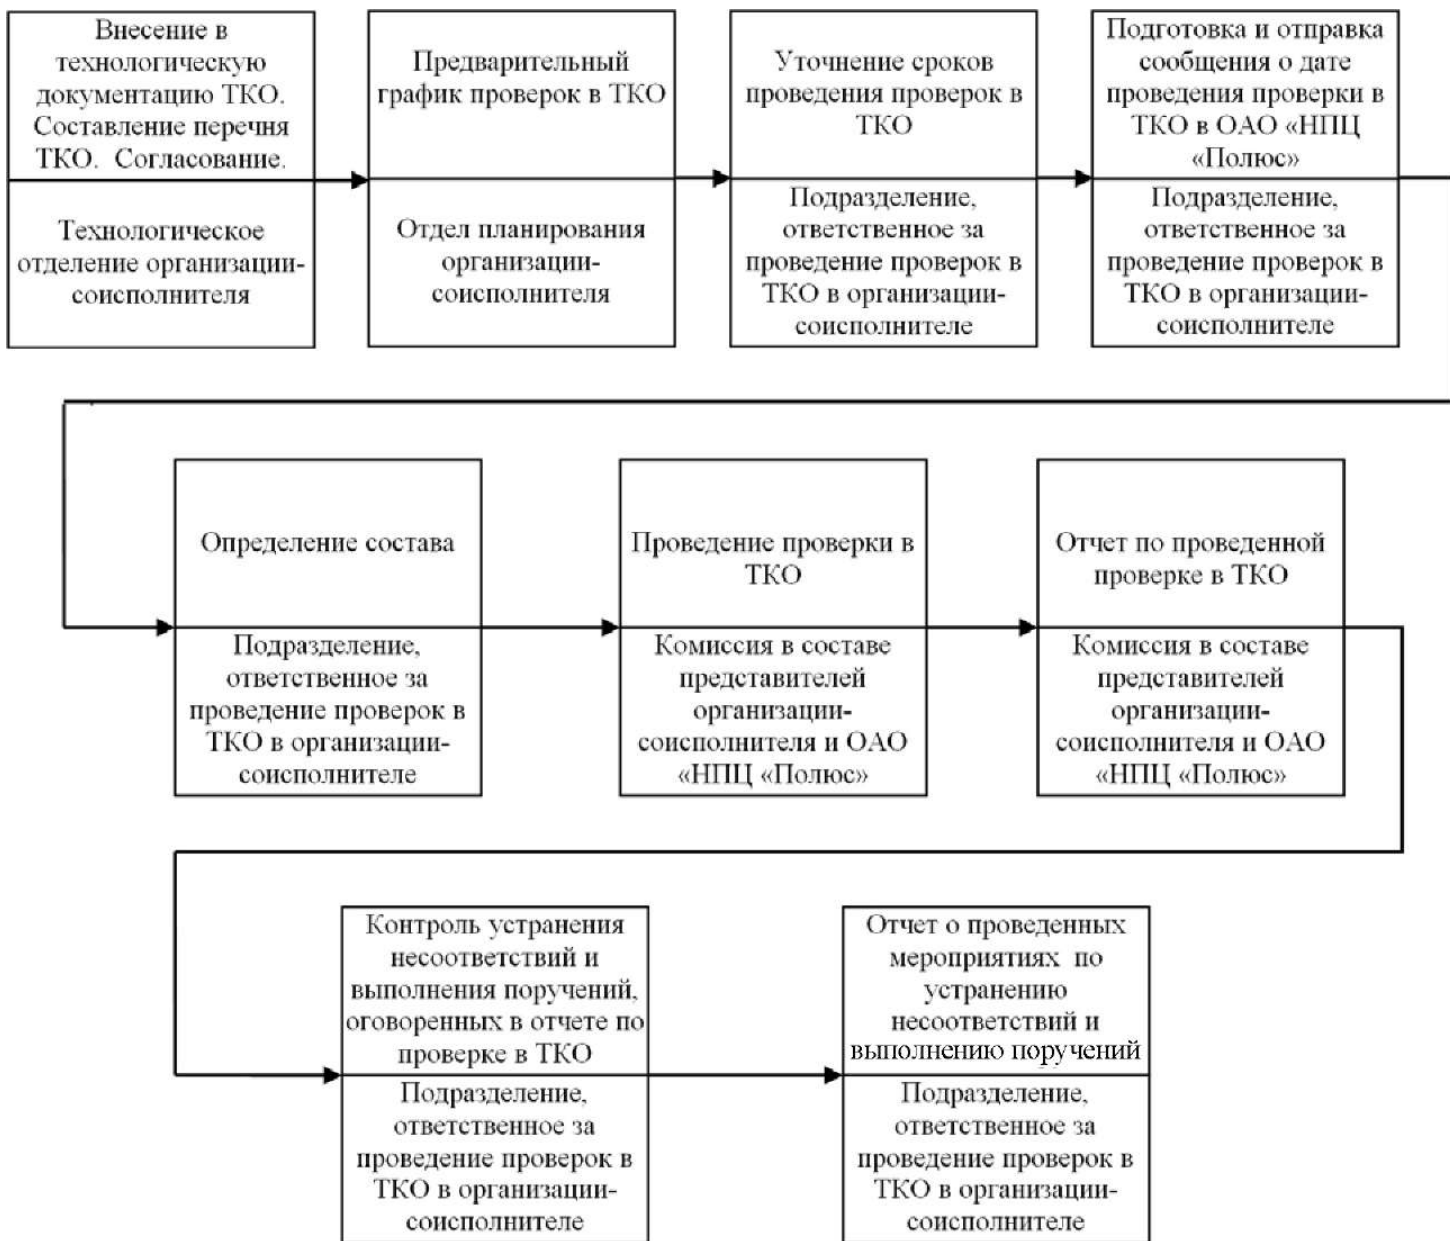 Внесение в
технологическую
документацию ТКО.
Составление перечня
ТКО. Согласование.
Технологическое
отделение организации-
соисполнителя
Предварительный
график проверок в ТКО
Отдел планирования
организации-
соисполнителя
Уточнение сроков
проведения проверок в
ТКО
Подразделение,
ответственное за
проведение проверок в
ТКО в организации-
соисполнителе
Подготовка и отправка
сообщения о дате
проведения проверки в
ТКО в ОАО «НПЦ
«Полюс»
Подразделение,
ответственное за
проведение проверок в
ТКО в организации-
соисполнителе
Определение состава
Подразделение,
ответственное за
проведение проверок в
ТКО в организации-
соисполнителе
Проведение проверки в
ТКО
Комиссия в составе
представителей
организации-
соисполнителя и ОАО
«НПЦ «Полюс»
Отчет по проведенной
проверке в ТКО
Комиссия в составе
представителей
организации-
соисполнителя и ОАО
«НПЦ «Полюс»
Контроль устранения
несоответствий и
выполнения поручений,
оговоренных в отчете по
проверке в ТКО
Подразделение,
ответственное за
проведение проверок в
ТКО в организации-
соисполнителе
Отчет о проведенных
мероприятиях по
устранению
несоответствий и
выполнению поручений
Подразделение,
ответственное за
проведение проверок в
ТКО в организации-
соисполнителе